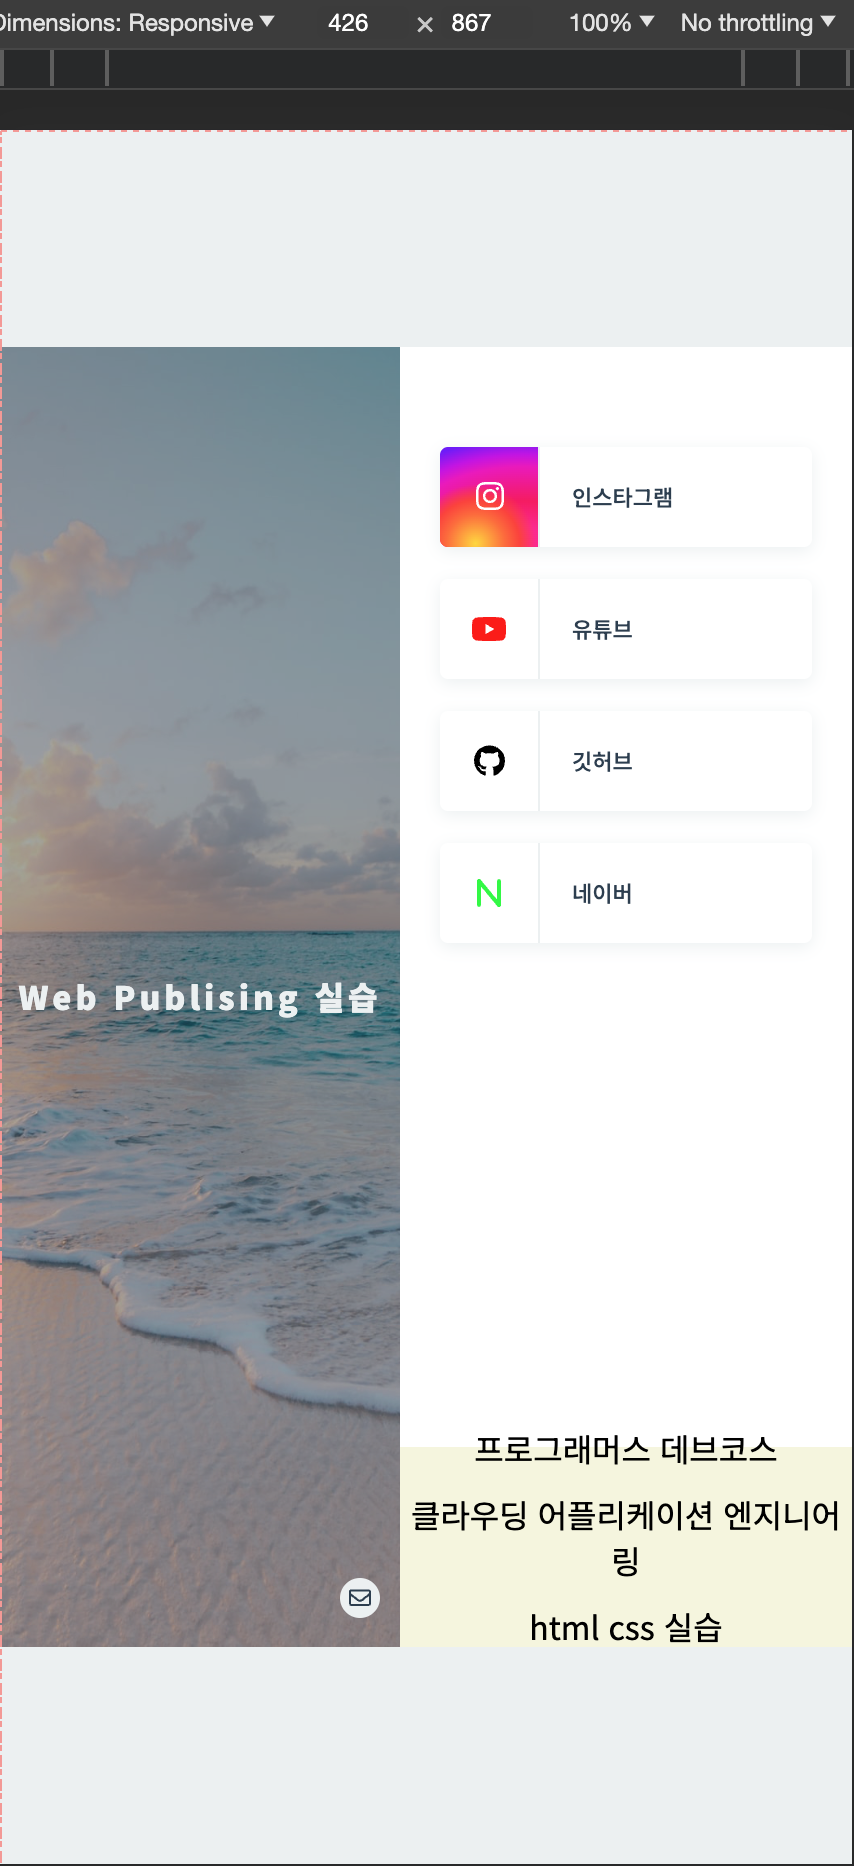 Dimensions: Responsive ▼ 426 × 867 100% ▼ No throttling ▼
Web Publising 실습
인스타그램
유튜브
깃허브
네이버
프로그래머스 데브코스
클라우딩 어플리케이션 엔지니어
링
html css 실습